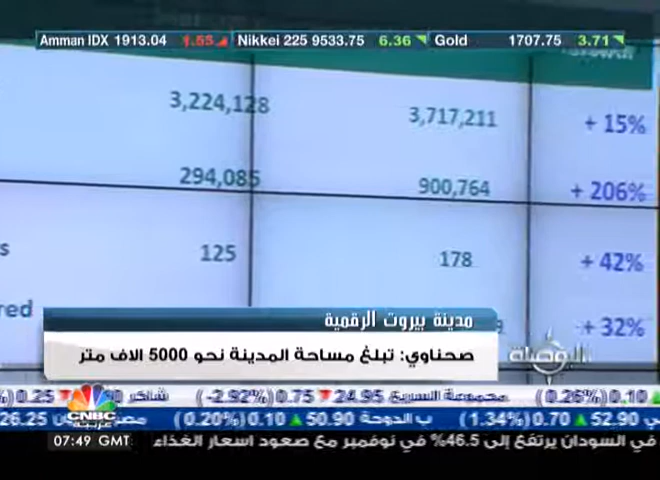 Amman IDX 1913.04 1.53 Nikkei 225 9533.75 6.36 Gold 1707.75 3.71
3,224,128 3,717,211 + 15%
294,085 900,764 + 206%
125 178 + 42%
+ 32%
مدينة بيروت الرقمية
صحناوي: تبلغ مساحة المدينة نحو 5000 الاف متر
الوصلة
(0.26%) 0.10 مجموعة السريع 24.95 0.75 (-2.92%) شاكر 0.25
52.90 0.70 (1.34%) ب الدوحة 50.90 0.10 (0.20%) 26.25
CNBC
عربية
07:49 GMT
في السودان يرتفع إلى 46.5% في نوفمبر مع صعود اسعار الغذاء